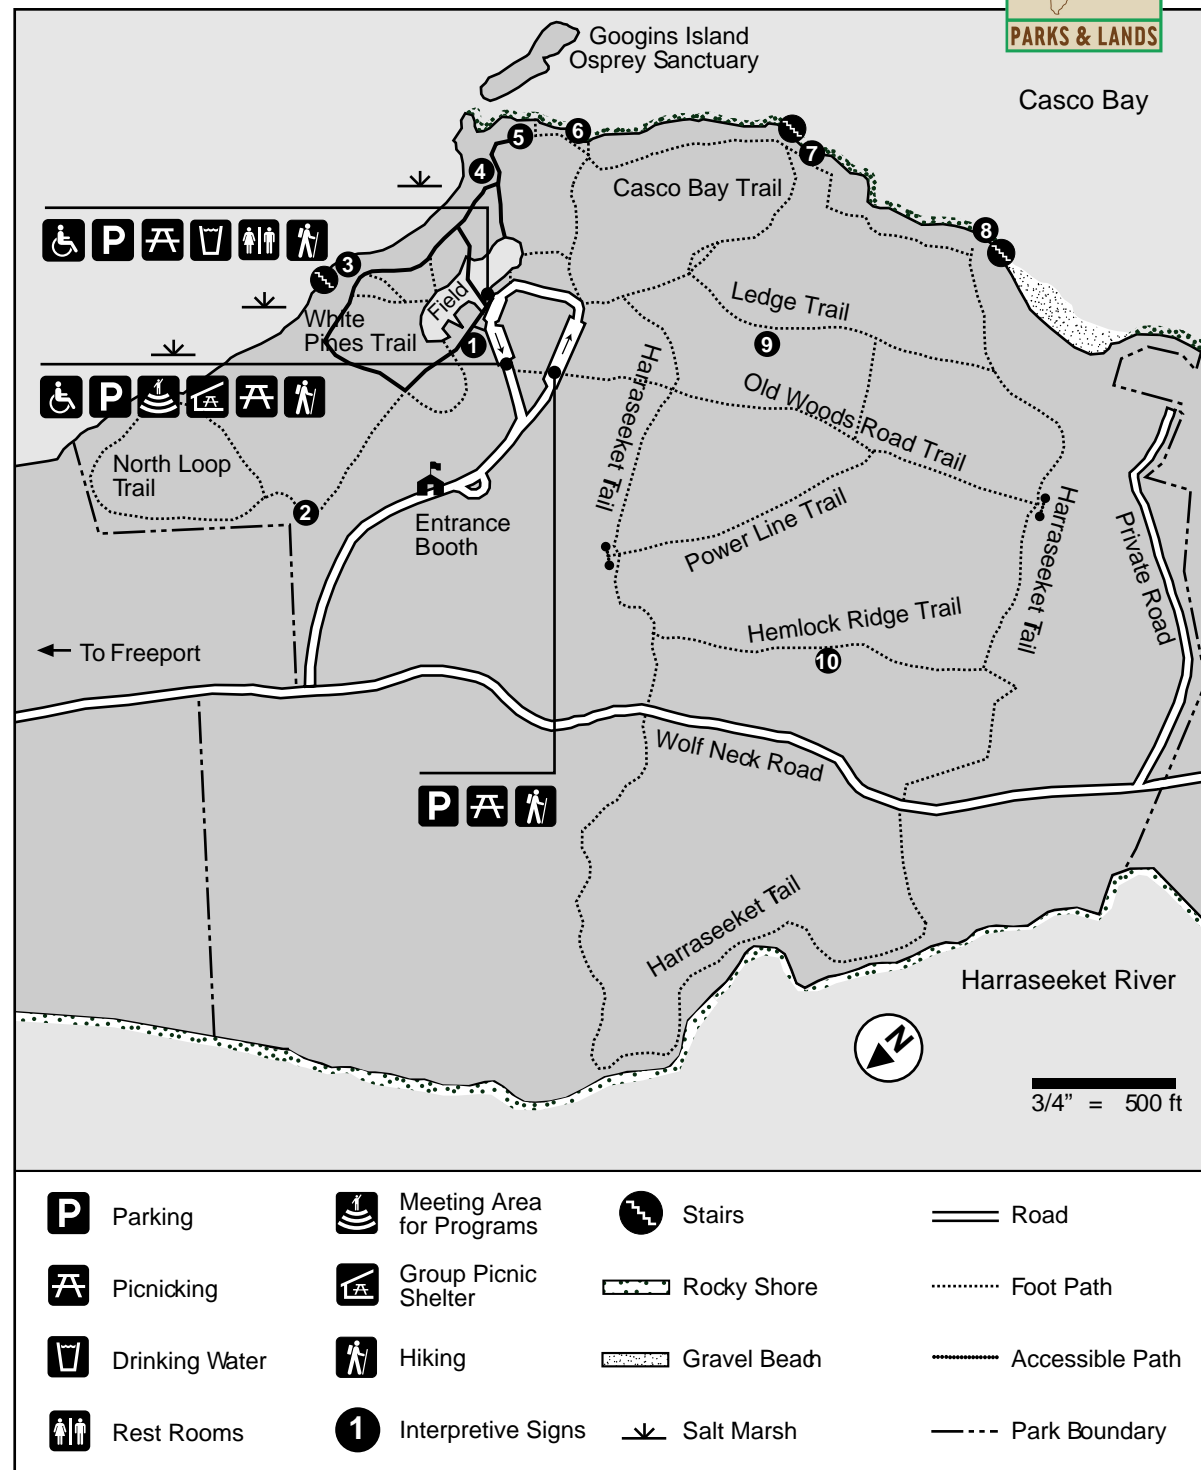 PARKS & LANDS
Googins Island
Osprey Sanctuary
Casco Bay
5
6
7
4
Casco Bay Trail
P
8
3
Field
Ledge Trail
White
Pines Trail
1
9
P
Harraseeket Tail
Old Woods Road Trail
North Loop
Trail
2
Entrance
Booth
Power Line Trail
Harraseeket Tail
Private Road
Hemlock Ridge Trail
10
To Freeport
Wolf Neck Road
P
Harraseeket Tail
Harraseeket River
N
3/4” = 500 ft
P Parking
Meeting Area
for Programs
Stairs
Road
Picnicking
Group Picnic
Shelter
Rocky Shore
Foot Path
Drinking Water
Hiking
Gravel Beach
Accessible Path
Rest Rooms
1 Interpretive Signs
Salt Marsh
Park Boundary